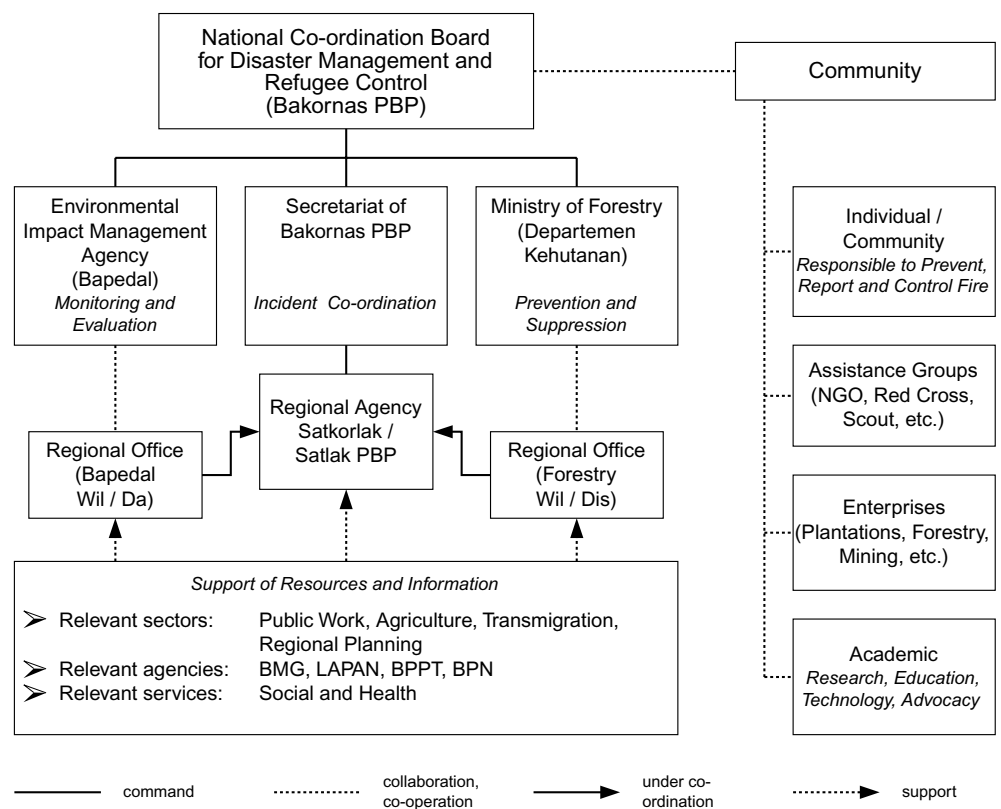 National Co-ordination Board
for Disaster Management and
Refugee Control
(Bakornas PBP)
Community
Environmental
Impact Management
Agency
(Bapedal)
Monitoring and
Evaluation
Secretariat of
Bakornas PBP
Incident Co-ordination
Ministry of Forestry
(Departemen
Kehutanan)
Prevention and
Suppression
Individual /
Community
Responsible to Prevent,
Report and Control Fire
Regional Office
(Bapedal
Wil / Da)
Regional Agency
Satkorlak /
Satlak PBP
Regional Office
(Forestry
Wil / Dis)
Assistance Groups
(NGO, Red Cross,
Scout, etc.)
Enterprises
(Plantations, Forestry,
Mining, etc.)
Support of Resources and Information
Relevant sectors: Public Work, Agriculture, Transmigration,
Regional Planning
Relevant agencies: BMG, LAPAN, BPPT, BPN
Relevant services: Social and Health
Academic
Research, Education,
Technology, Advocacy
command
collaboration,
co-operation
under co-
ordination
support